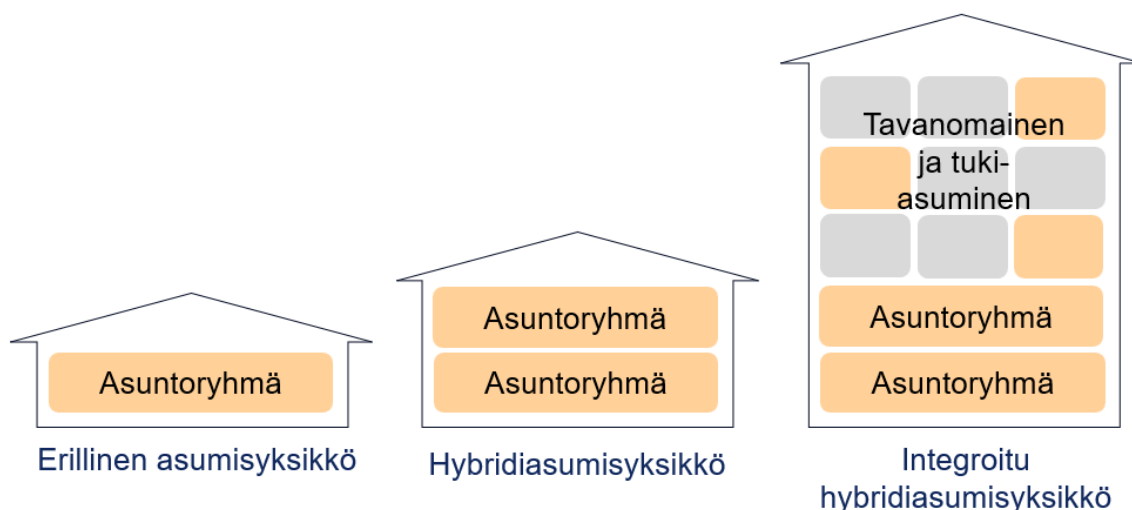 Asuntoryhmä
Erillinen asumisyksikkö
Asuntoryhmä
Asuntoryhmä
Hybridiasumisyksikkö
Tavanomainen
ja tuki-
asuminen
Asuntoryhmä
Asuntoryhmä
Integroitu
hybridiasumisyksikkö